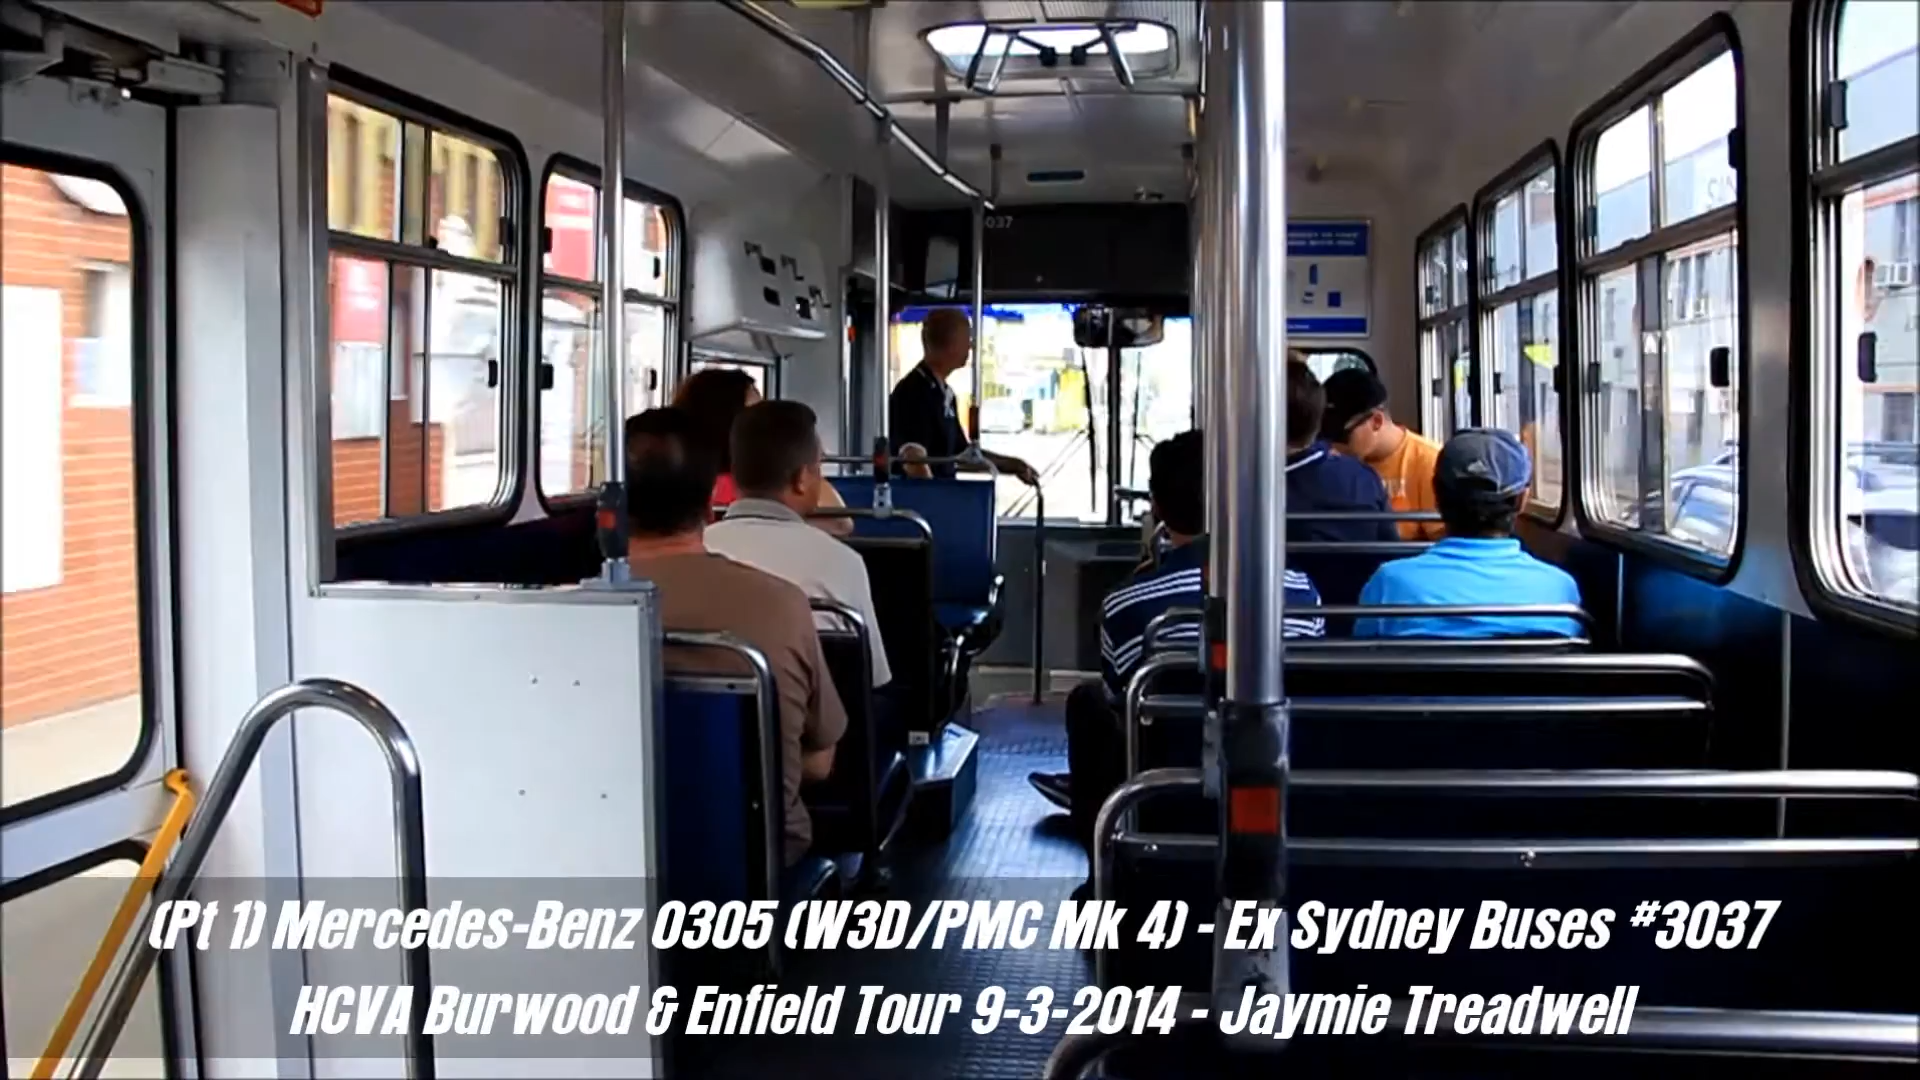 037
(Pt 1) Mercedes-Benz O305 (W3D/PMC Mk 4) - Ex Sydney Buses #3037
HCVA Burwood & Enfield Tour 9-3-2014 - Jaymie Treadwell